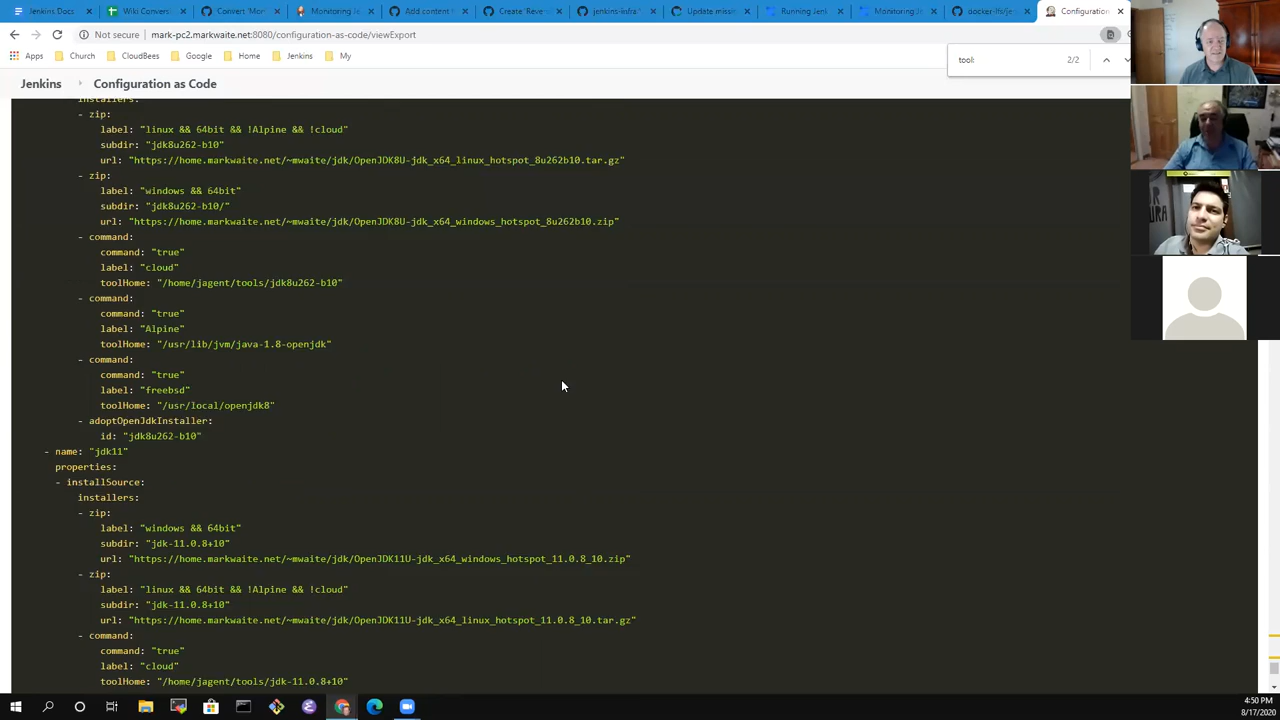 Jenkins Docs
Wiki Convers
Convert 'Mon
Monitoring Je
Add content f
Create 'Rever
jenkins-infra/
Update missin
Running Jenk
Monitoring Je
docker-lfs/Je
Configuration
Not secure
mark-pc2.markwaite.net:8080/configuration-as-code/viewExport
Apps
Church
CloudBees
Google
Home
Jenkins
My
tool:
2/2
Jenkins
Configuration as Code
installers:
- zip:
label: "linux && 64bit && !Alpine && !cloud"
subdir: "jdk8u262-b10"
url: "https://home.markwaite.net/~mwaite/jdk/OpenJDK8U-jdk_x64_linux_hotspot_8u262b10.tar.gz"
- zip:
label: "windows && 64bit"
subdir: "jdk8u262-b10/"
url: "https://home.markwaite.net/~mwaite/jdk/OpenJDK8U-jdk_x64_windows_hotspot_8u262b10.zip"
- command:
command: "true"
label: "cloud"
toolHome: "/home/jagent/tools/jdk8u262-b10"
- command:
command: "true"
label: "Alpine"
toolHome: "/usr/lib/jvm/java-1.8-openjdk"
- command:
command: "true"
label: "freebsd"
toolHome: "/usr/local/openjdk8"
- adoptOpenJdkInstaller:
id: "jdk8u262-b10"
- name: "jdk11"
properties:
- installSource:
installers:
- zip:
label: "windows && 64bit"
subdir: "jdk-11.0.8+10"
url: "https://home.markwaite.net/~mwaite/jdk/OpenJDK11U-jdk_x64_windows_hotspot_11.0.8_10.zip"
- zip:
label: "linux && 64bit && !Alpine && !cloud"
subdir: "jdk-11.0.8+10"
url: "https://home.markwaite.net/~mwaite/jdk/OpenJDK11U-jdk_x64_linux_hotspot_11.0.8_10.tar.gz"
- command:
command: "true"
label: "cloud"
toolHome: "/home/jagent/tools/jdk-11.0.8+10"
4:50 PM
8/17/2020